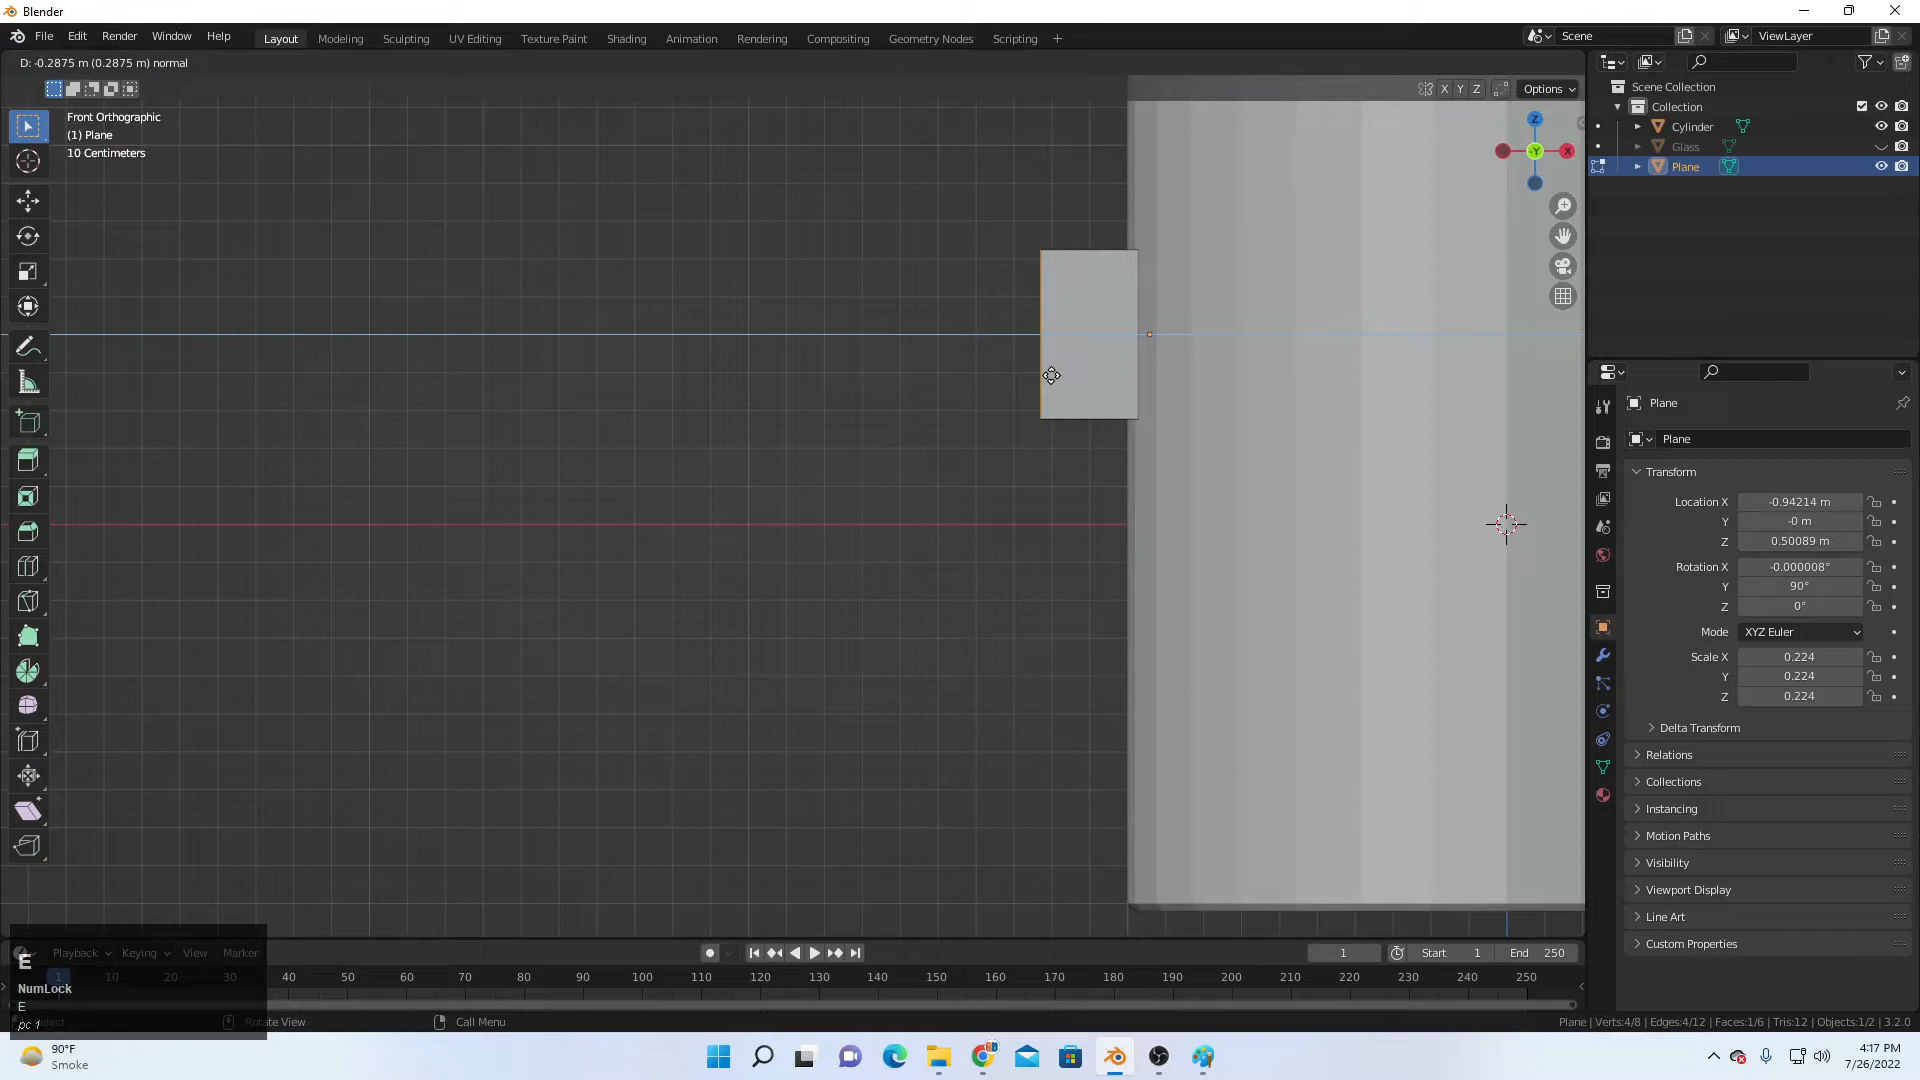 Blender
File Edit Render Window Help
Layout Modeling Sculpting UV Editing Texture Paint Shading Animation Rendering Compositing Geometry Nodes Scripting +
Scene
ViewLayer
D: -0.2875 m (0.2875 m) normal
X Y Z Options
Front Orthographic
(1) Plane
10 Centimeters
Z
-Y
X
Scene Collection
Collection
Cylinder
Glass
Plane
Plane
Plane
Transform
Location X -0.94214 m
Y -0 m
Z 0.50089 m
Rotation X -0.000008°
Y 90°
Z 0°
Mode XYZ Euler
Scale X 0.224
Y 0.224
Z 0.224
Delta Transform
Relations
Collections
Instancing
Motion Paths
Visibility
Viewport Display
Line Art
Custom Properties
Playback Keying View Marker
1 Start 1 End 250
1 10 20 30 40 50 60 70 80 90 100 110 120 130 140 150 160 170 180 190 200 210 220 230 240 250
E
NumLock
E
pc 1
Select Rotate View Call Menu
Plane | Verts:4/8 | Edges:4/12 | Faces:1/6 | Tris:12 | Objects:1/2 | 3.2.0
90°F
Smoke
4:17 PM
7/26/2022